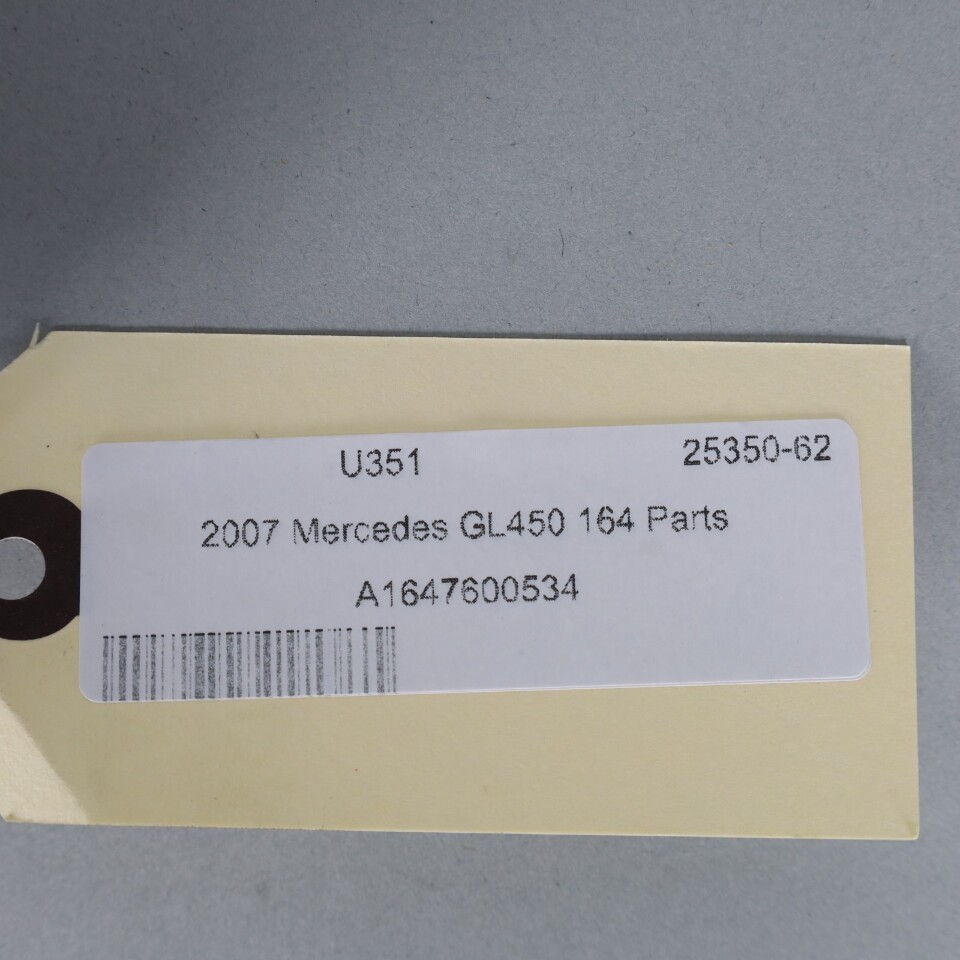 U351 25350-62
2007 Mercedes GL450 164 Parts
A1647600534